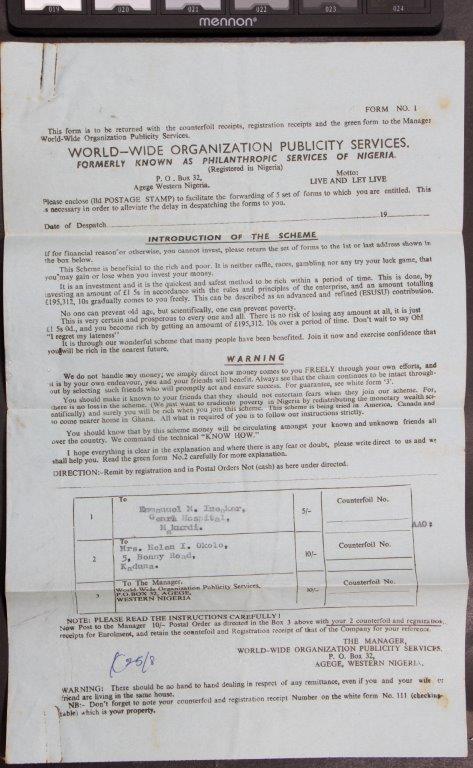 019 020 021 022 023 024
mennon
FORM NO. 1
This form is to be returned with the counterfoil receipts, registration receipts and the green form to the Manager
World-Wide Organization Publicity Services.
WORLD-WIDE ORGANIZATION PUBLICITY SERVICES.
FORMERLY KNOWN AS PHILANTHROPIC SERVICES OF NIGERIA.
(Registered in Nigeria)
P. O. Box 32,
Agege Western Nigeria.
Motto:
LIVE AND LET LIVE
Please enclose (8d POSTAGE STAMP) to facilitate the forwarding of 5 set of forms to which you are entitled. This
is necessary in order to alleviate the delay in despatching the forms to you.
Date of Despatch 19
INTRODUCTION OF THE SCHEME
If for financial reason or otherwise, you cannot invest, please return the set of forms to the 1st or last address shown in
the box below.
This Scheme is beneficial to the rich and poor. It is neither raffle, races, gambling nor any try your luck game, that
you may gain or lose when you invest your money.
It is an investment and it is the quickest and safest method to be rich within a period of time. This is done, by
investing an amount of £1 5s in accordance with the rules and principles of the enterprise, and an amount totalling
£195,312, 10s gradually comes to you freely. This can be described as an advanced and refined (ESUSU) contribution.
No one can prevent old age, but scientifically, one can prevent poverty.
This is very certain and prosperous to every one and all. There is no risk of losing any amount at all, it is just
£1 5s 0d., and you become rich by getting an amount of £195,312. 10s over a period of time. Don't wait to say Oh!
"I regret my lateness"
It is through our wonderful scheme that many people have been benefited. Join it now and exercise confidence that
you will be rich in the nearest future.
WARNING
We do not handle any money; we simply direct how money comes to you FREELY through your own efforts, and
it is by your own endeavour, you and your friends will benefit. Always see that the chain continues to be intact through-
out by selecting such friends who will promptly act and ensure success. For guarantee, see white form '3'.
You should make it known to your friends that they should not entertain fears when they join our scheme. For,
there is no loss in the scheme. (We just want to eradicate poverty in Nigeria by redistributing the monetary wealth sci-
ntifically) and surely you will be rich when you join this scheme. This scheme is being tried in America, Canada and
to come nearer home in Ghana. All what is required of you is to follow our instructions strictly.
You should know that by this scheme money will be circulating amongst your known and unknown friends all
over the country. We command the technical "KNOW HOW."
I hope everything is clear in the explanation and where there is any fear or doubt, please write direct to us and we
shall help you. Read the green form No.2 carefully for more explanation.
DIRECTION:-Remit by registration and in Postal Orders Not (cash) as here under directed.
1
To
Emmanuel M.
Hospital,
5/-
Counterfoil No.
2
To
Mrs. Helen I. Okolo,
5, Bonny Road,
Kaduna.
10/-
Counterfoil No.
3
To The Manager,
World-Wide Organization Publicity Services,
P.O.BOX 32, AGEGE,
WESTERN NIGERIA
10/-
Counterfoil No.
NOTE: PLEASE READ THE INSTRUCTIONS CAREFULLY!
Now Post to the Manager 10/- Postal Order as directed in the Box 3 above with your 2 counterfoil and registration
receipts for Enrolment, and retain the counterfoil and Registration receipt of that of the Company for your reference.
THE MANAGER,
WORLD-WIDE ORGANIZATION PUBLICITY SERVICES,
P. O. Box 32,
AGEGE, WESTERN NIGERIA.
WARNING: There should be no hand to hand dealing in respect of any remittance, even if you and your wife or
friend are living in the same house.
NB:- Don't forget to note your counterfoil and registration receipt Number on the white form No. 111 (checking-
table) which is your property.